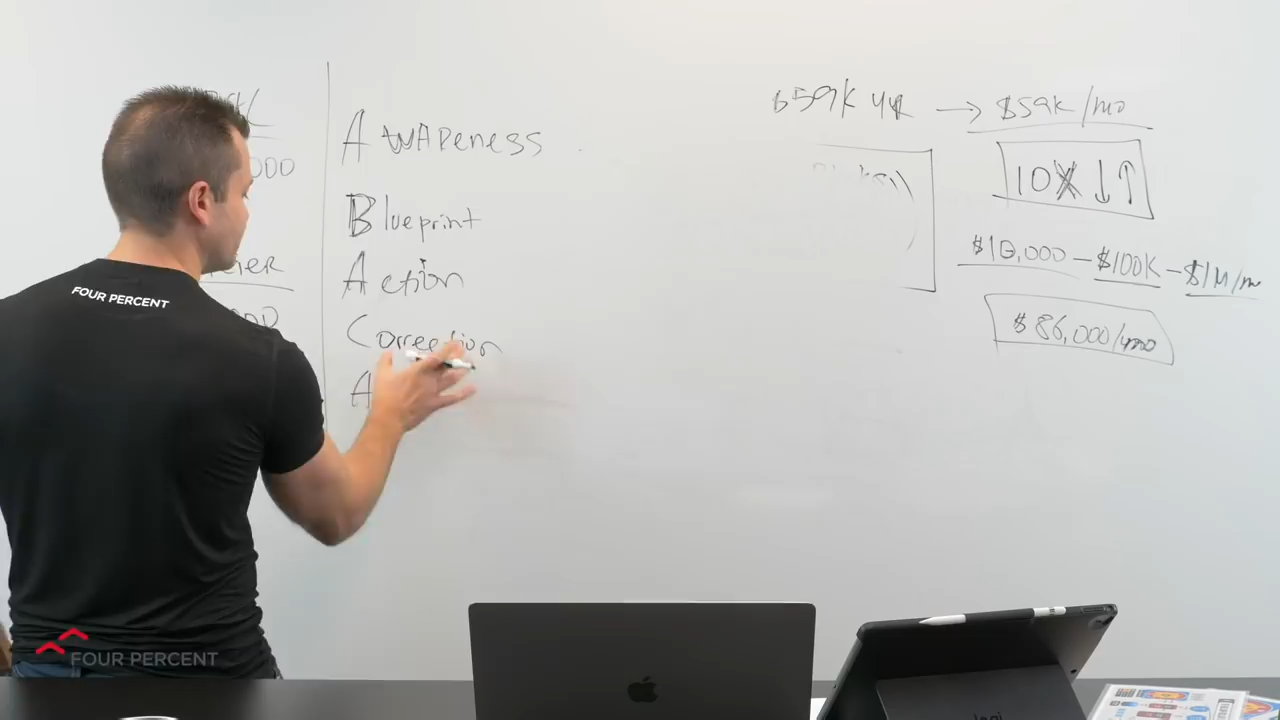 Awareness
Blueprint
Action
Correction
A
000
$59K YR → $59K/mo
10X ↓↑
$10,000 – $100K – $1M/mo
$86,000/mo
FOUR PERCENT
FOUR PERCENT